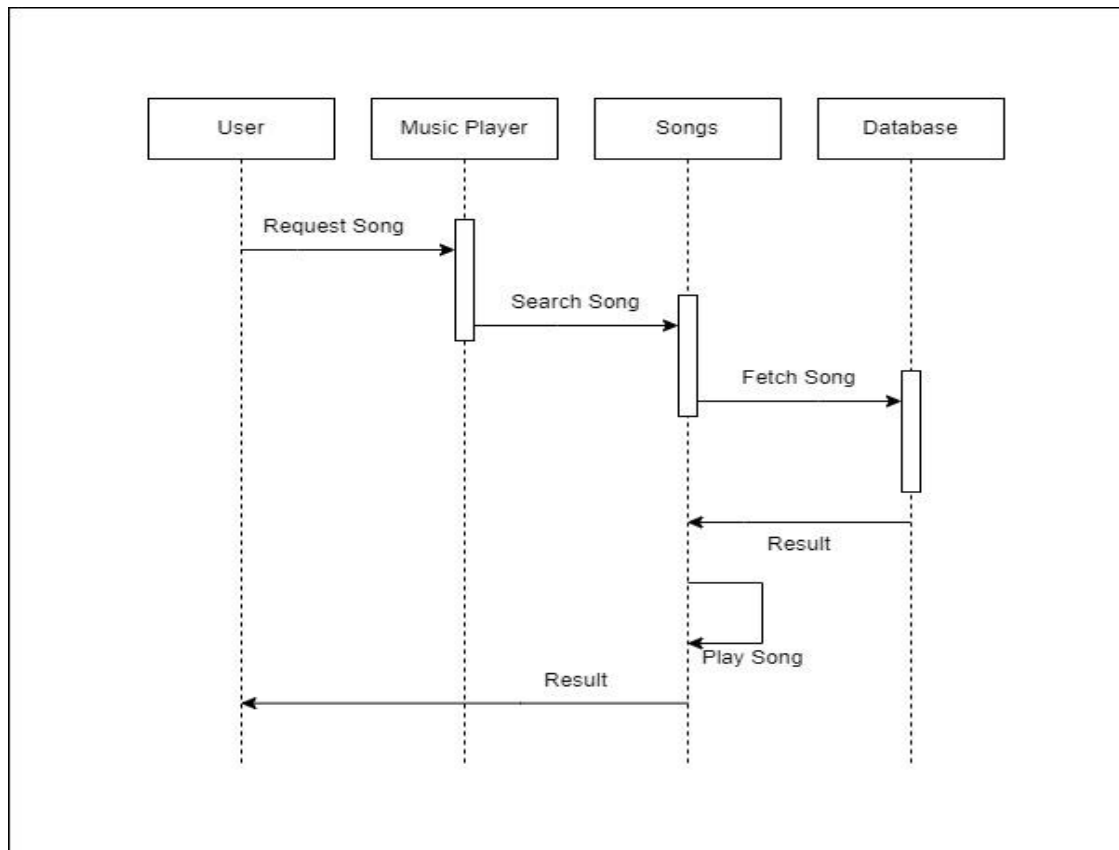 User
Music Player
Songs
Database
Request Song
Search Song
Fetch Song
Result
Play Song
Result